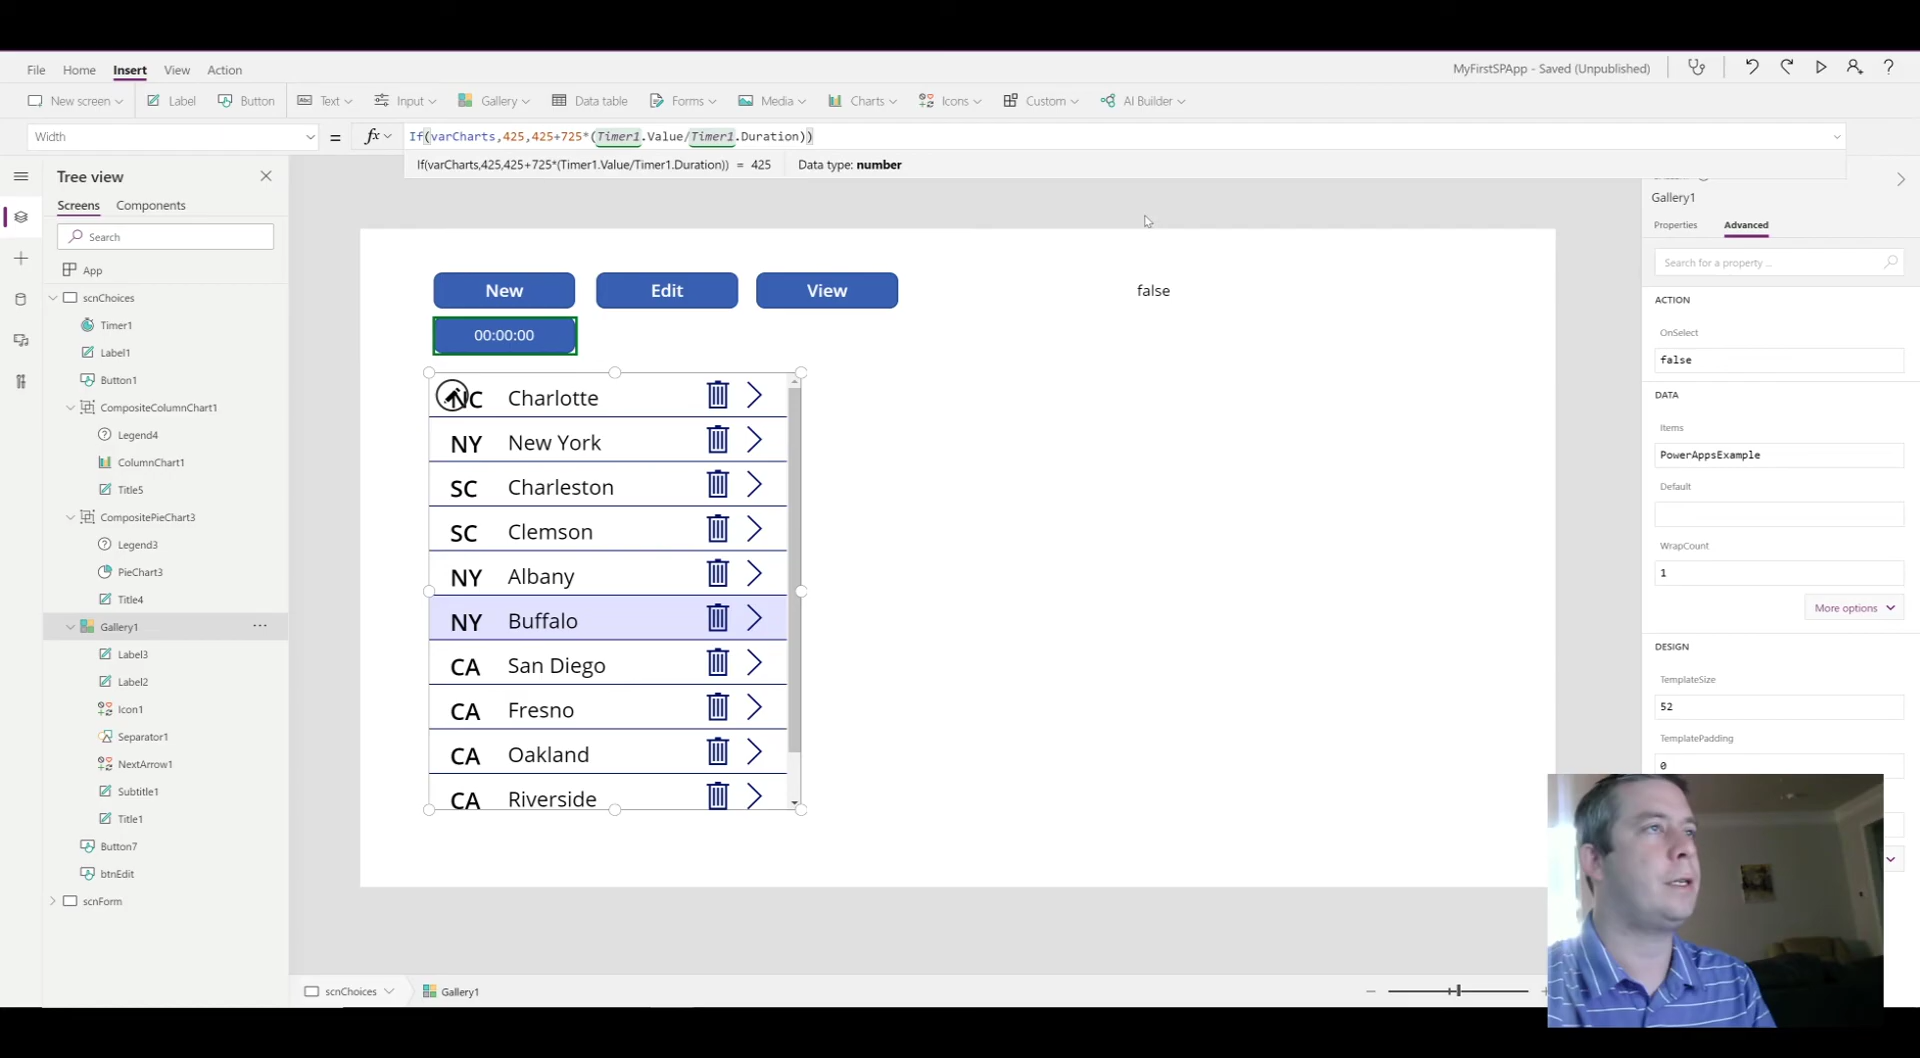 File Home Insert View Action
MyFirstSPApp - Saved (Unpublished)
New screen Label Button Text Input Gallery Data table Forms Media Charts Icons Custom AI Builder
Width = fx If(varCharts,425,425+725*(Timer1.Value/Timer1.Duration))
If(varCharts,425,425+725*(Timer1.Value/Timer1.Duration)) = 425 Data type: number
Tree view
Screens Components
Search
App
scnChoices
Timer1
Label1
Button1
CompositeColumnChart1
Legend4
ColumnChart1
Title5
CompositePieChart3
Legend3
PieChart3
Title4
Gallery1
Label3
Label2
Icon1
Separator1
NextArrow1
Subtitle1
Title1
Button7
btnEdit
scnForm
New Edit View
false
00:00:00
NC Charlotte
NY New York
SC Charleston
SC Clemson
NY Albany
NY Buffalo
CA San Diego
CA Fresno
CA Oakland
CA Riverside
scnChoices Gallery1
Gallery1
Properties Advanced
Search for a property ...
ACTION
OnSelect
false
DATA
Items
PowerAppsExample
Default
WrapCount
1
More options
DESIGN
TemplateSize
52
TemplatePadding
0